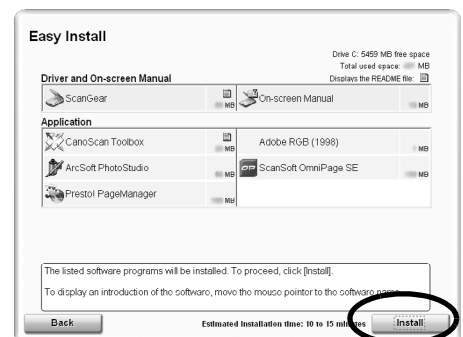 Easy Install
Drive C: 5459 MB free space
Total used space: MB
Displays the README file:
Driver and On-screen Manual
ScanGear MB
On-screen Manual MB
Application
CanoScan Toolbox MB
Adobe RGB (1998) MB
ArcSoft PhotoStudio MB
OP ScanSoft OmniPage SE MB
Presto! PageManager MB
The listed software programs will be installed. To proceed, click [Install].
To display an introduction of the software, move the mouse pointer to the software name.
Back
Estimated installation time: 10 to 15 minutes
Install